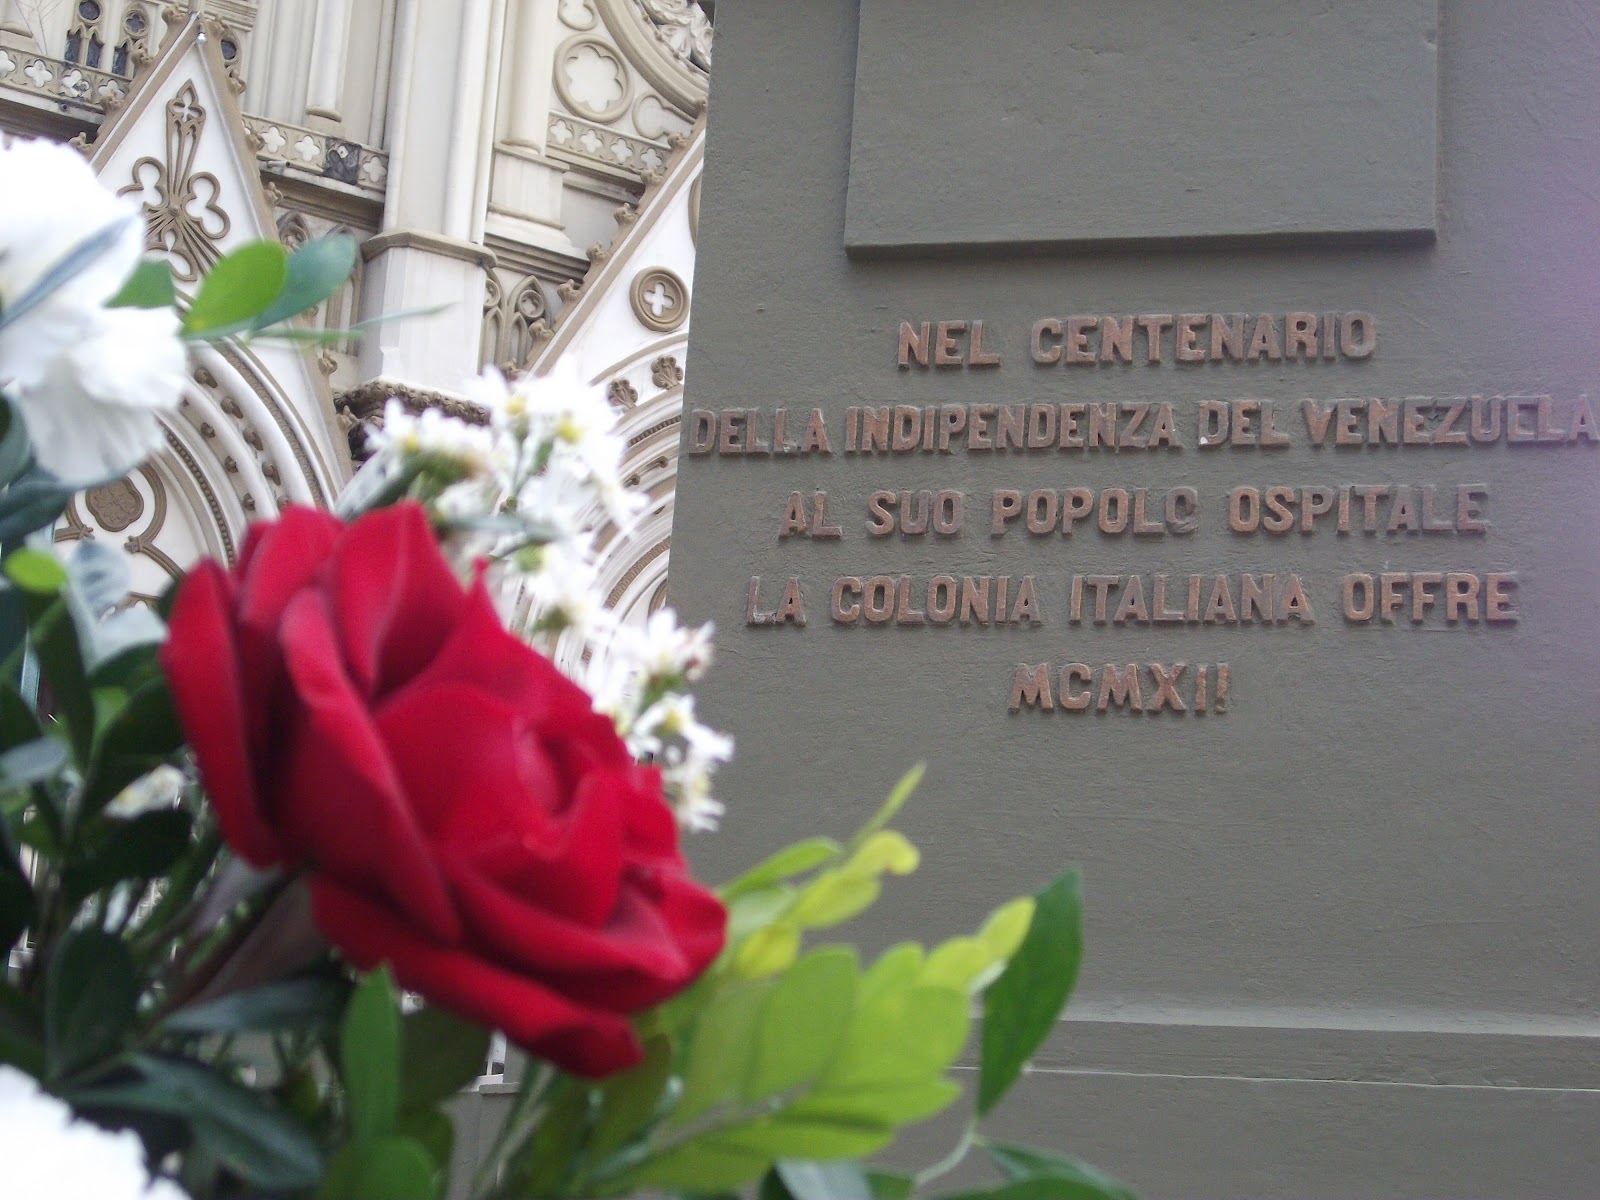 NEL CENTENARIO
DELLA INDIPENDENZA DEL VENEZUELA
AL SUO POPOLO OSPITALE
LA COLONIA ITALIANA OFFRE
MCMXII